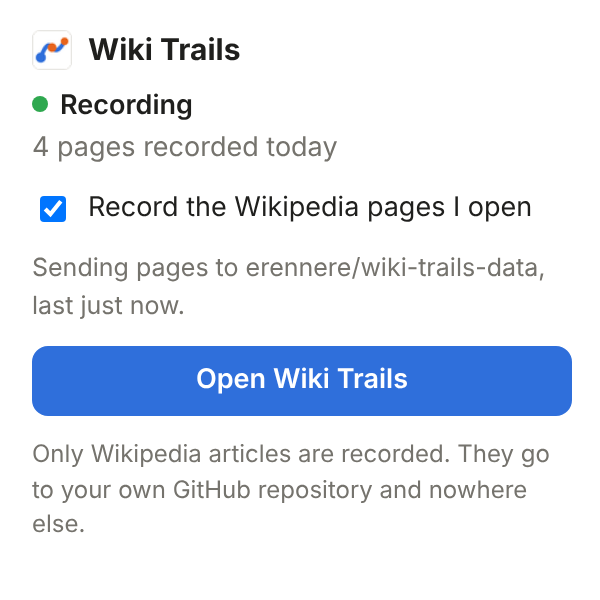 Wiki Trails
Recording
4 pages recorded today
Record the Wikipedia pages I open
Sending pages to erennere/wiki-trails-data,
last just now.
Open Wiki Trails
Only Wikipedia articles are recorded. They go
to your own GitHub repository and nowhere
else.